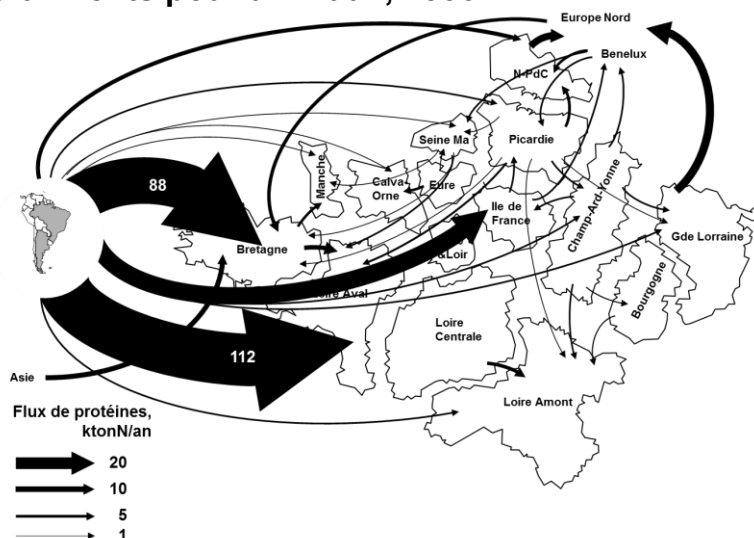 Europe Nord
Benelux
N-PdC
Seine Ma
Picardie
88
Manche
Calva-
Orne
Eure
Ile de
France
Champ-Ard-Yonne
Gde Lorraine
Bretagne
&Loir
Aval
Bourgogne
Loire
Centrale
112
Asie
Loire Amont
Flux de protéines,
ktonN/an
20
10
5
1